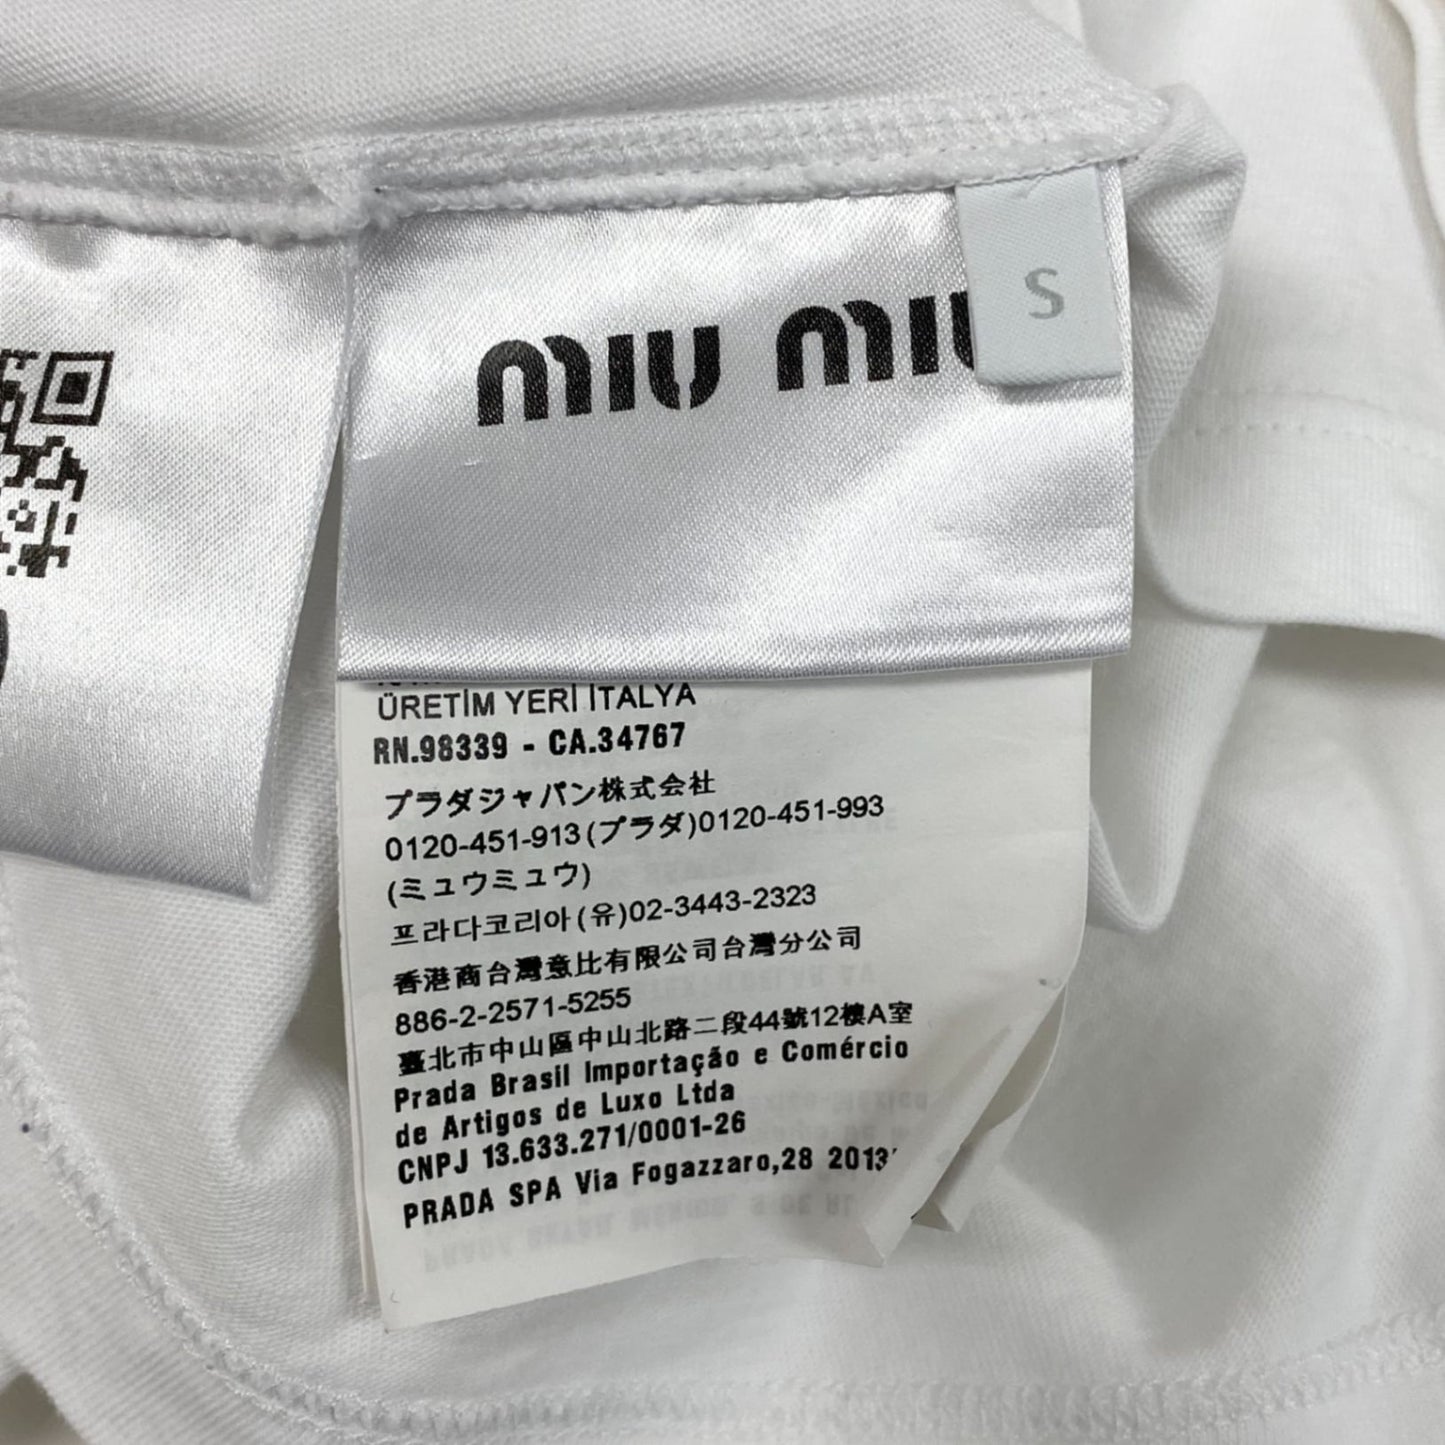 miu miu
S
ÜRETİM YERİ İTALYA
RN.98339 - CA.34767
プラダジャパン株式会社
0120-451-913(プラダ)0120-451-993
(ミュウミュウ)
프라다코리아(유)02-3443-2323
香港商台灣意比有限公司台灣分公司
886-2-2571-5255
臺北市中山區中山北路二段44號12樓A室
Prada Brasil Importação e Comércio
de Artigos de Luxo Ltda
CNPJ 13.633.271/0001-26
PRADA SPA Via Fogazzaro,28 2013